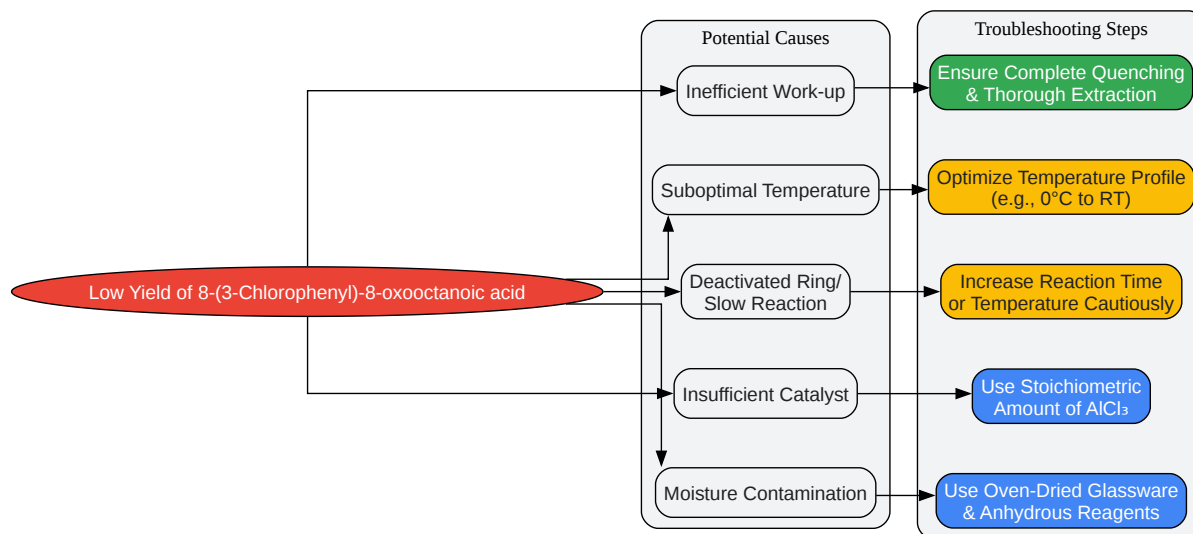 Potential Causes
Troubleshooting Steps
Inefficient Work-up
Ensure Complete Quenching
& Thorough Extraction
Suboptimal Temperature
Optimize Temperature Profile
(e.g., 0°C to RT)
Low Yield of 8-(3-Chlorophenyl)-8-oxooctanoic acid
Deactivated Ring/
Slow Reaction
Increase Reaction Time
or Temperature Cautiously
Insufficient Catalyst
Use Stoichiometric
Amount of AlCl₃
Moisture Contamination
Use Oven-Dried Glassware
& Anhydrous Reagents